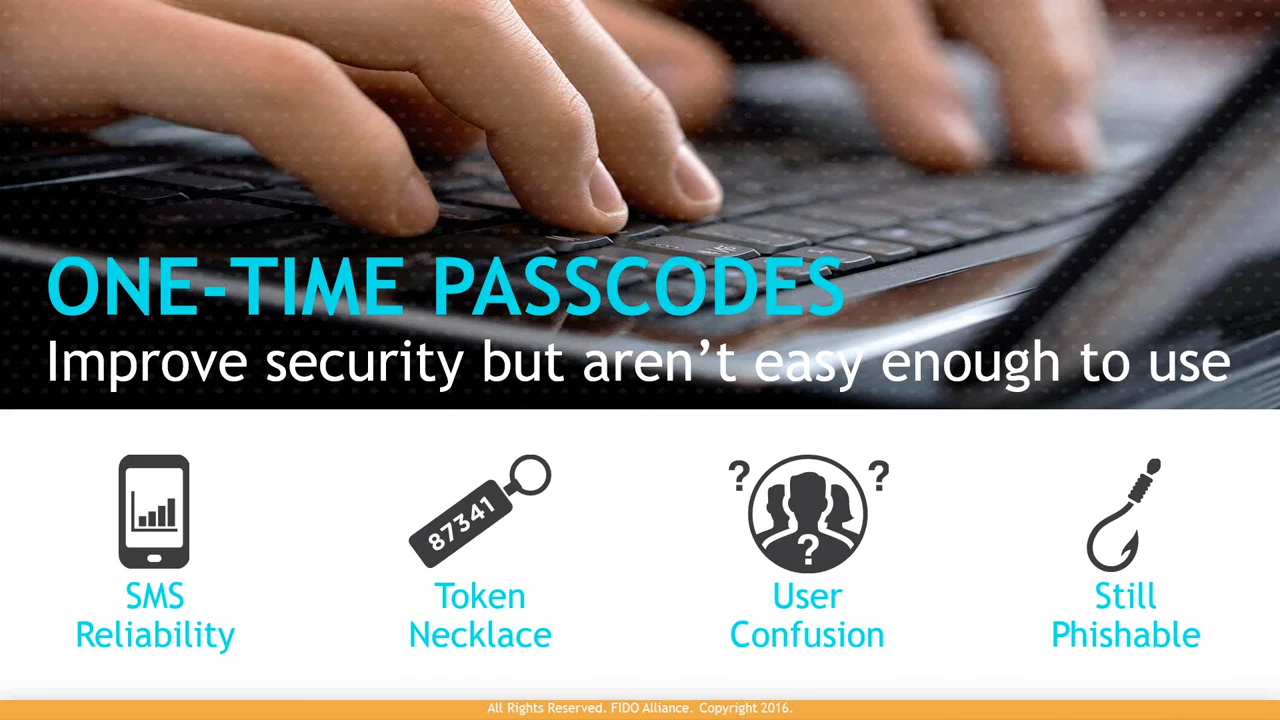 ONE-TIME PASSCODES
Improve security but aren’t easy enough to use
87341
? ?
?
SMS
Reliability
Token
Necklace
User
Confusion
Still
Phishable
All Rights Reserved. FIDO Alliance. Copyright 2016.